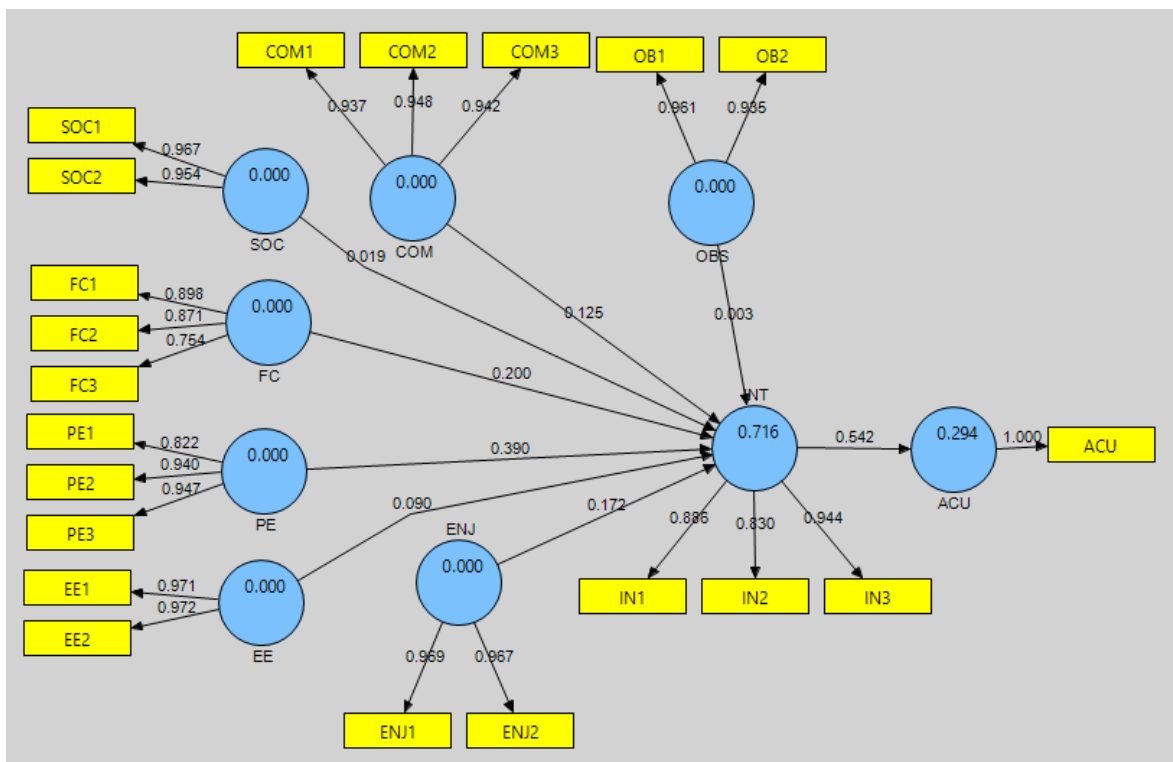 COM1
COM2
COM3
OB1
OB2
0.937
0.948
0.942
0.961
0.935
SOC1
SOC2
0.967
0.954
0.000
SOC
0.000
COM
0.000
OBS
0.019
0.125
0.003
FC1
FC2
FC3
0.898
0.871
0.754
0.000
FC
0.200
PE1
PE2
PE3
0.822
0.940
0.947
0.000
PE
0.390
INT
0.716
0.542
0.294
ACU
1.000
ACU
0.090
0.172
EE1
EE2
0.971
0.972
0.000
EE
ENJ
0.000
0.886
0.830
0.944
IN1
IN2
IN3
0.969
0.967
ENJ1
ENJ2